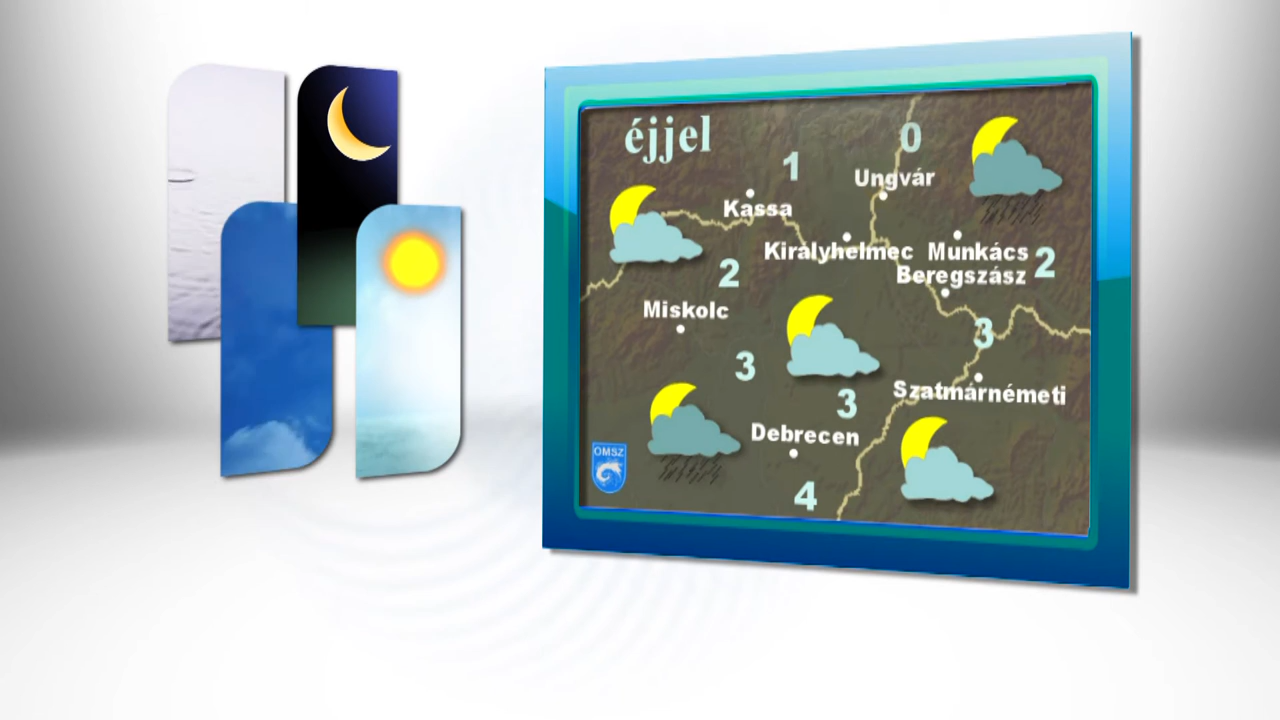 éjjel
0
1
Ungvár
Kassa
Királyhelmec
Munkács
2
Beregszász
2
Miskolc
3
3
Szatmárnémeti
3
Debrecen
OMSZ
4